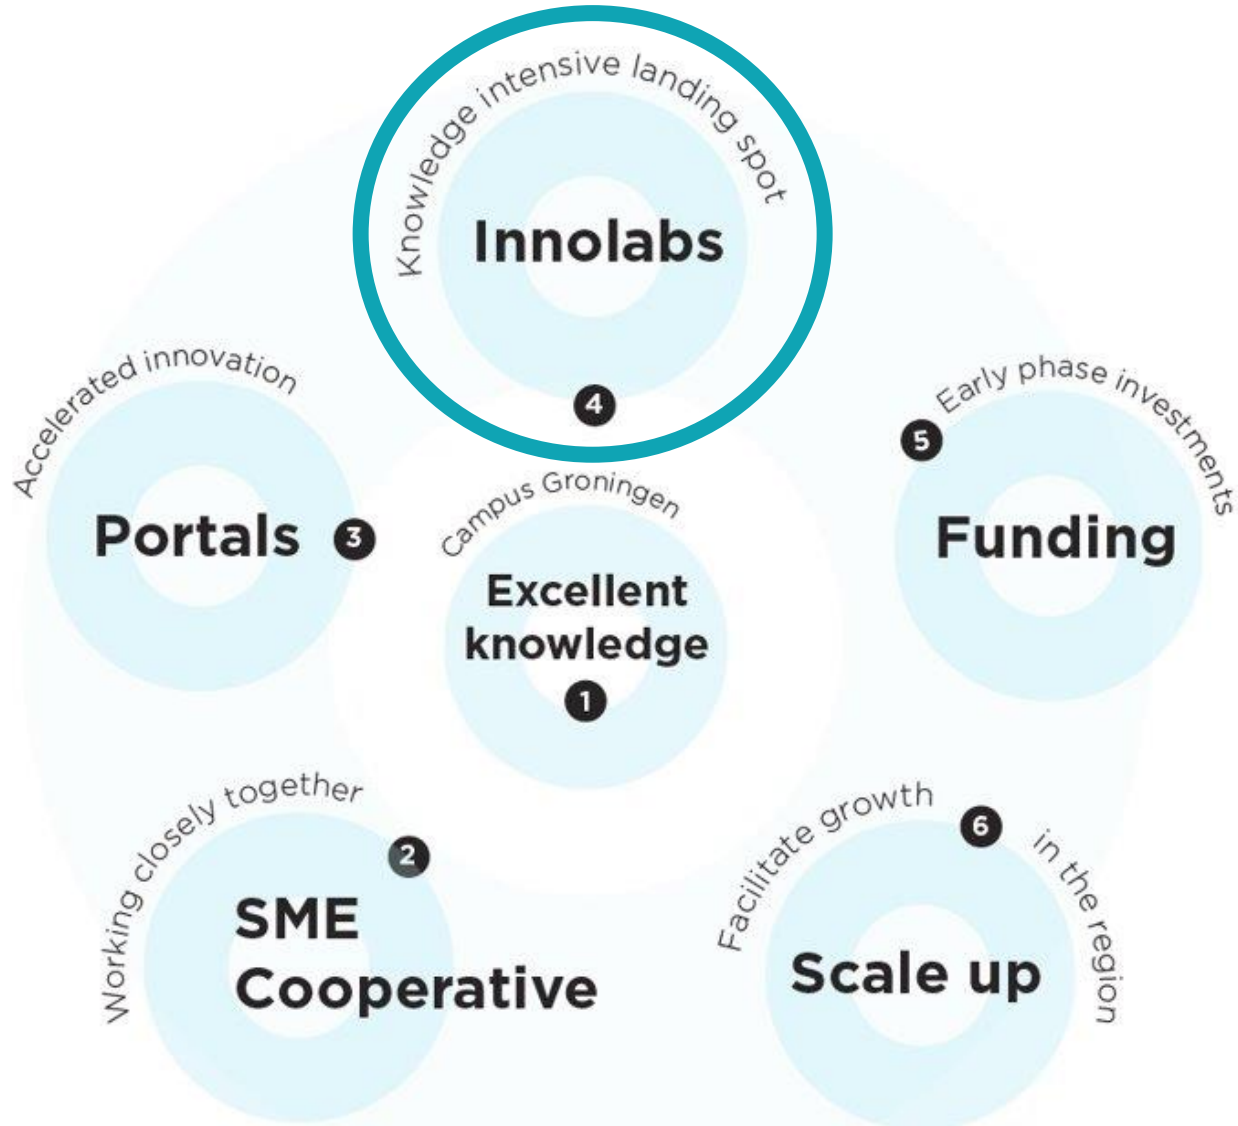 Knowledge intensive landing spot
Innolabs
4
Accelerated innovation
Portals
3
Early phase investments
5
Funding
Campus Groningen
Excellent
knowledge
1
Working closely together
2
SME
Cooperative
Facilitate growth
6
in the region
Scale up